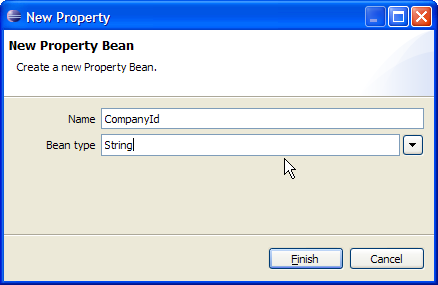 New Property
New Property Bean
Create a new Property Bean.
Name CompanyId
Bean type String
Finish Cancel